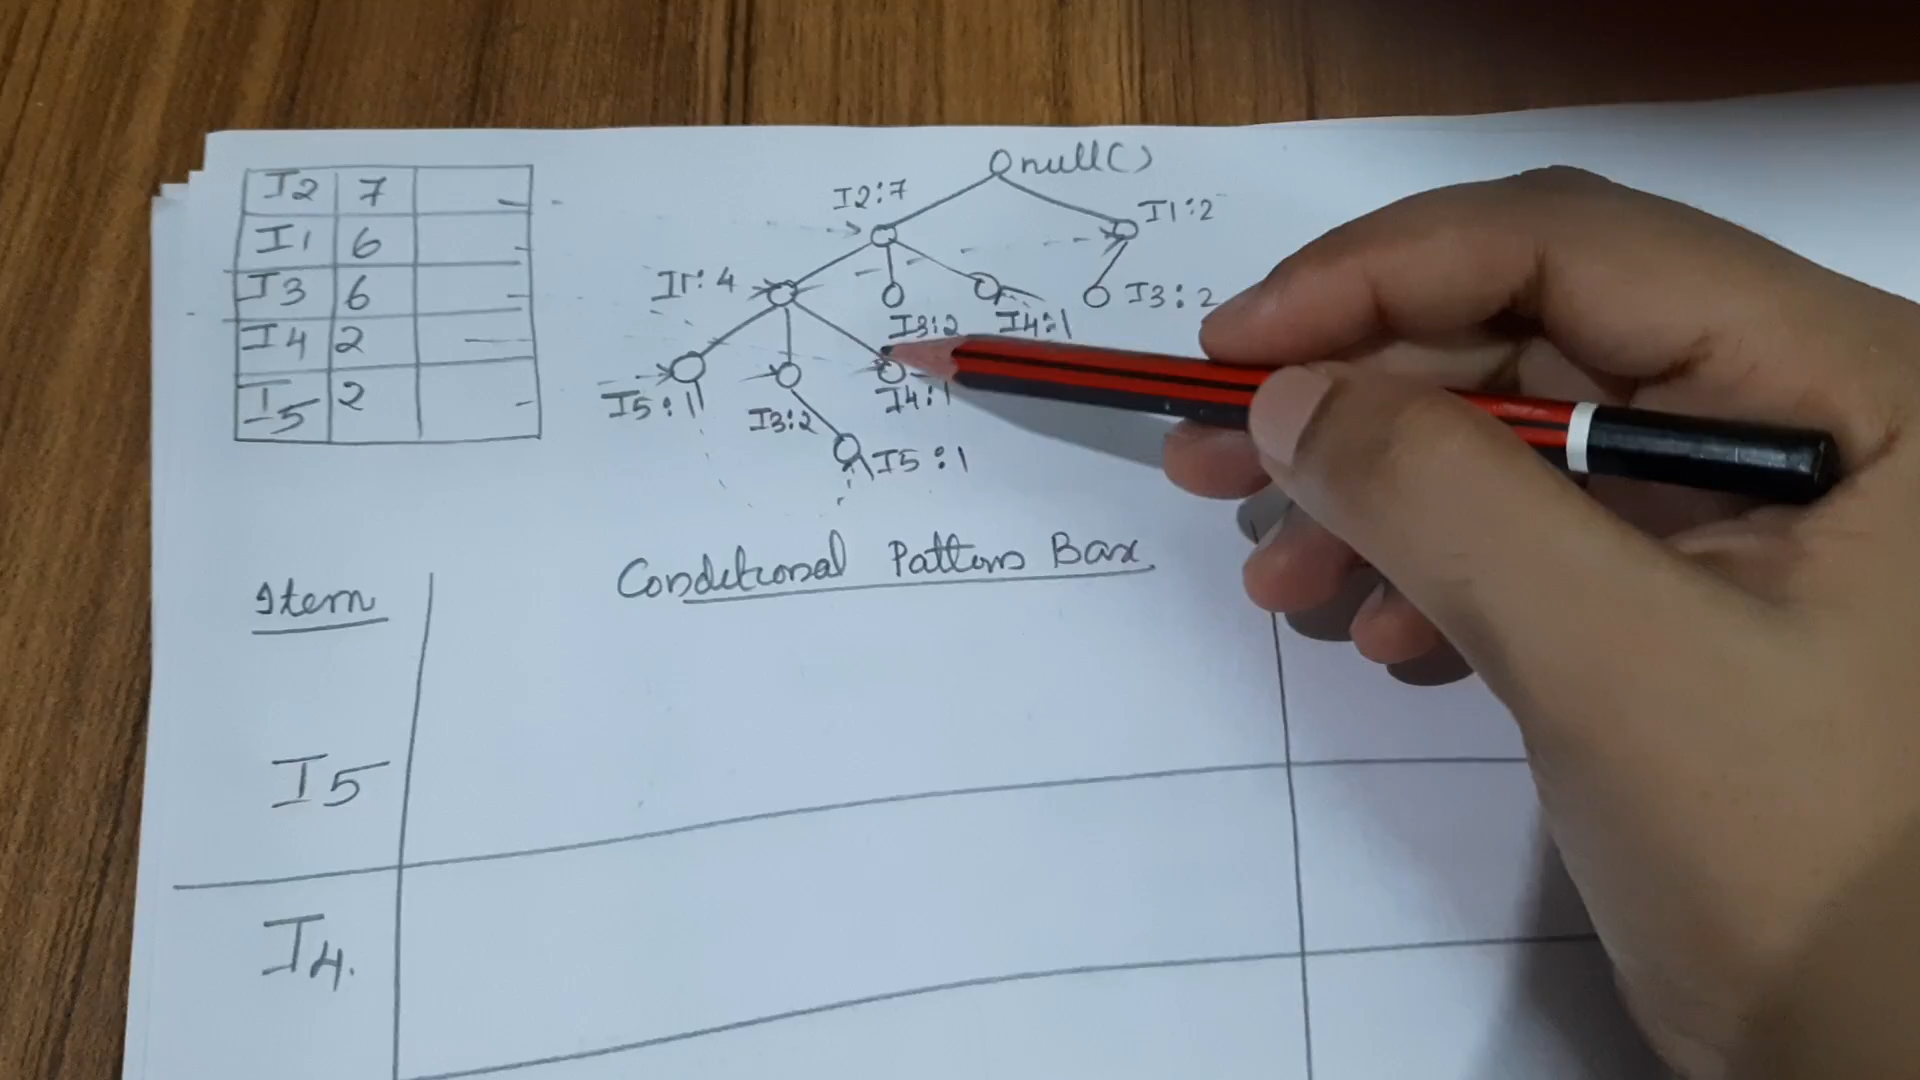 I2 7
I1 6
I3 6
I4 2
I5 2
null()
I2:7
I1:2
I1:4
I3:2
I4:1
I3:2
I5:1
I3:2
I4:1
I5:1
Conditional Pattern Base
Item
I5
I4.